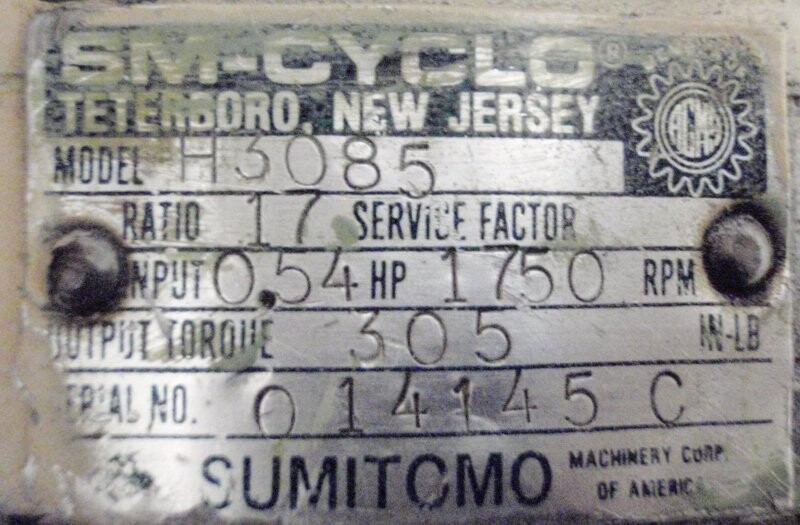 SM-CYCLO®
TETERBORO, NEW JERSEY
MODEL H3085
RATIO 17 SERVICE FACTOR
INPUT 0.54 HP 1750 RPM
OUTPUT TORQUE 305 IN-LB
SERIAL NO. 014145 C
SUMITOMO MACHINERY CORP.
OF AMERICA